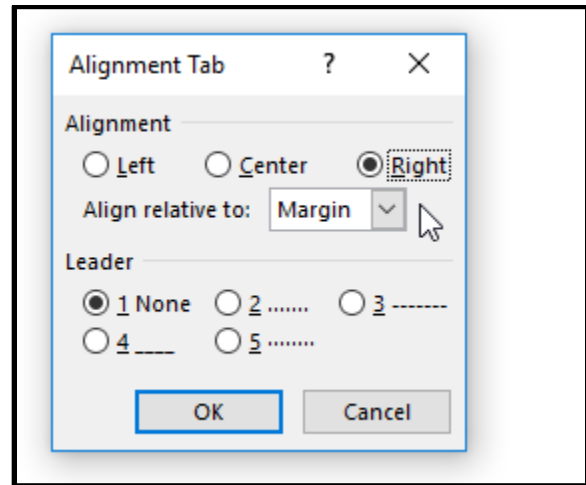 Alignment Tab ? ×
Alignment
Left Center Right
Align relative to: Margin
Leader
1 None 2 ....... 3 -------
4 ____ 5 ········
OK Cancel